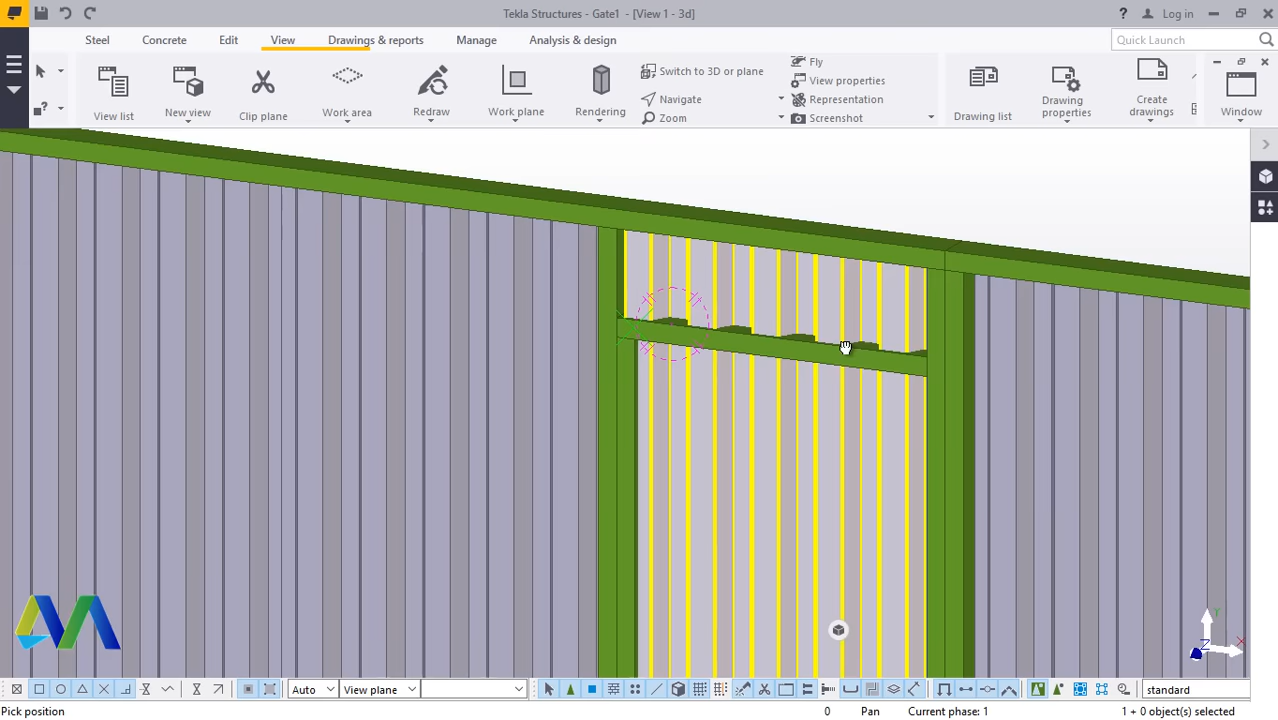 Tekla Structures - Gate1 - [View 1 - 3d]
Log in
Steel
Concrete
Edit
View
Drawings & reports
Manage
Analysis & design
Quick Launch
View list
New view
Clip plane
Work area
Redraw
Work plane
Rendering
Switch to 3D or plane
Navigate
Zoom
Fly
View properties
Representation
Screenshot
Drawing list
Drawing properties
Create drawings
Window
Y
X
Z
Auto
View plane
standard
Pick position
0
Pan
Current phase: 1
1 + 0 object(s) selected